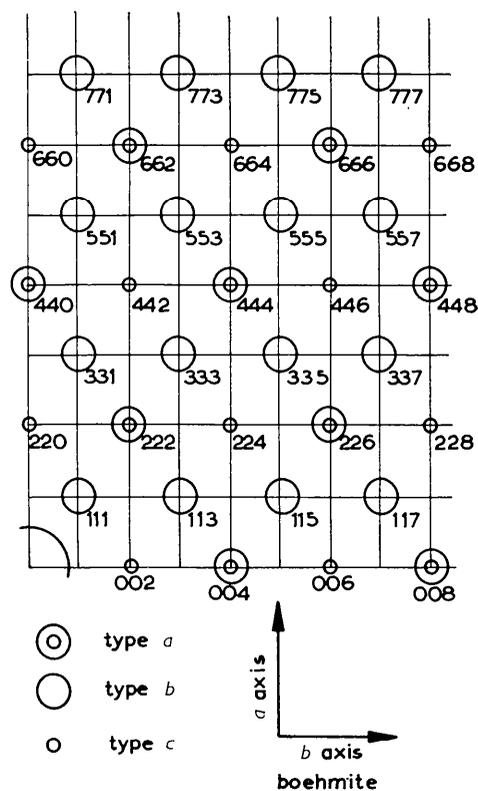 771 773 775 777
660 662 664 666 668
551 553 555 557
440 442 444 446 448
331 333 335 337
220 222 224 226 228
111 113 115 117
002 004 006 008
type a
type b
type c
a axis
b axis
boehmite